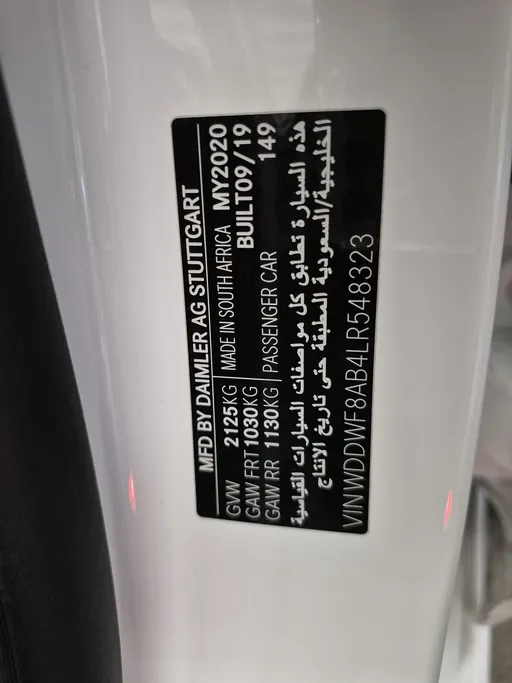 MFD BY DAIMLER AG STUTTGART
GVW 2125KG MADE IN SOUTH AFRICA MY2020
GAW FRT 1030KG BUILT09/19
GAW RR 1130KG PASSENGER CAR 149
هذه السيارة تطابق كل مواصفات السيارات القياسية
الخليجية/السعودية المطبقة حتى تاريخ الانتاج
VIN WDDWF8AB4LR548323